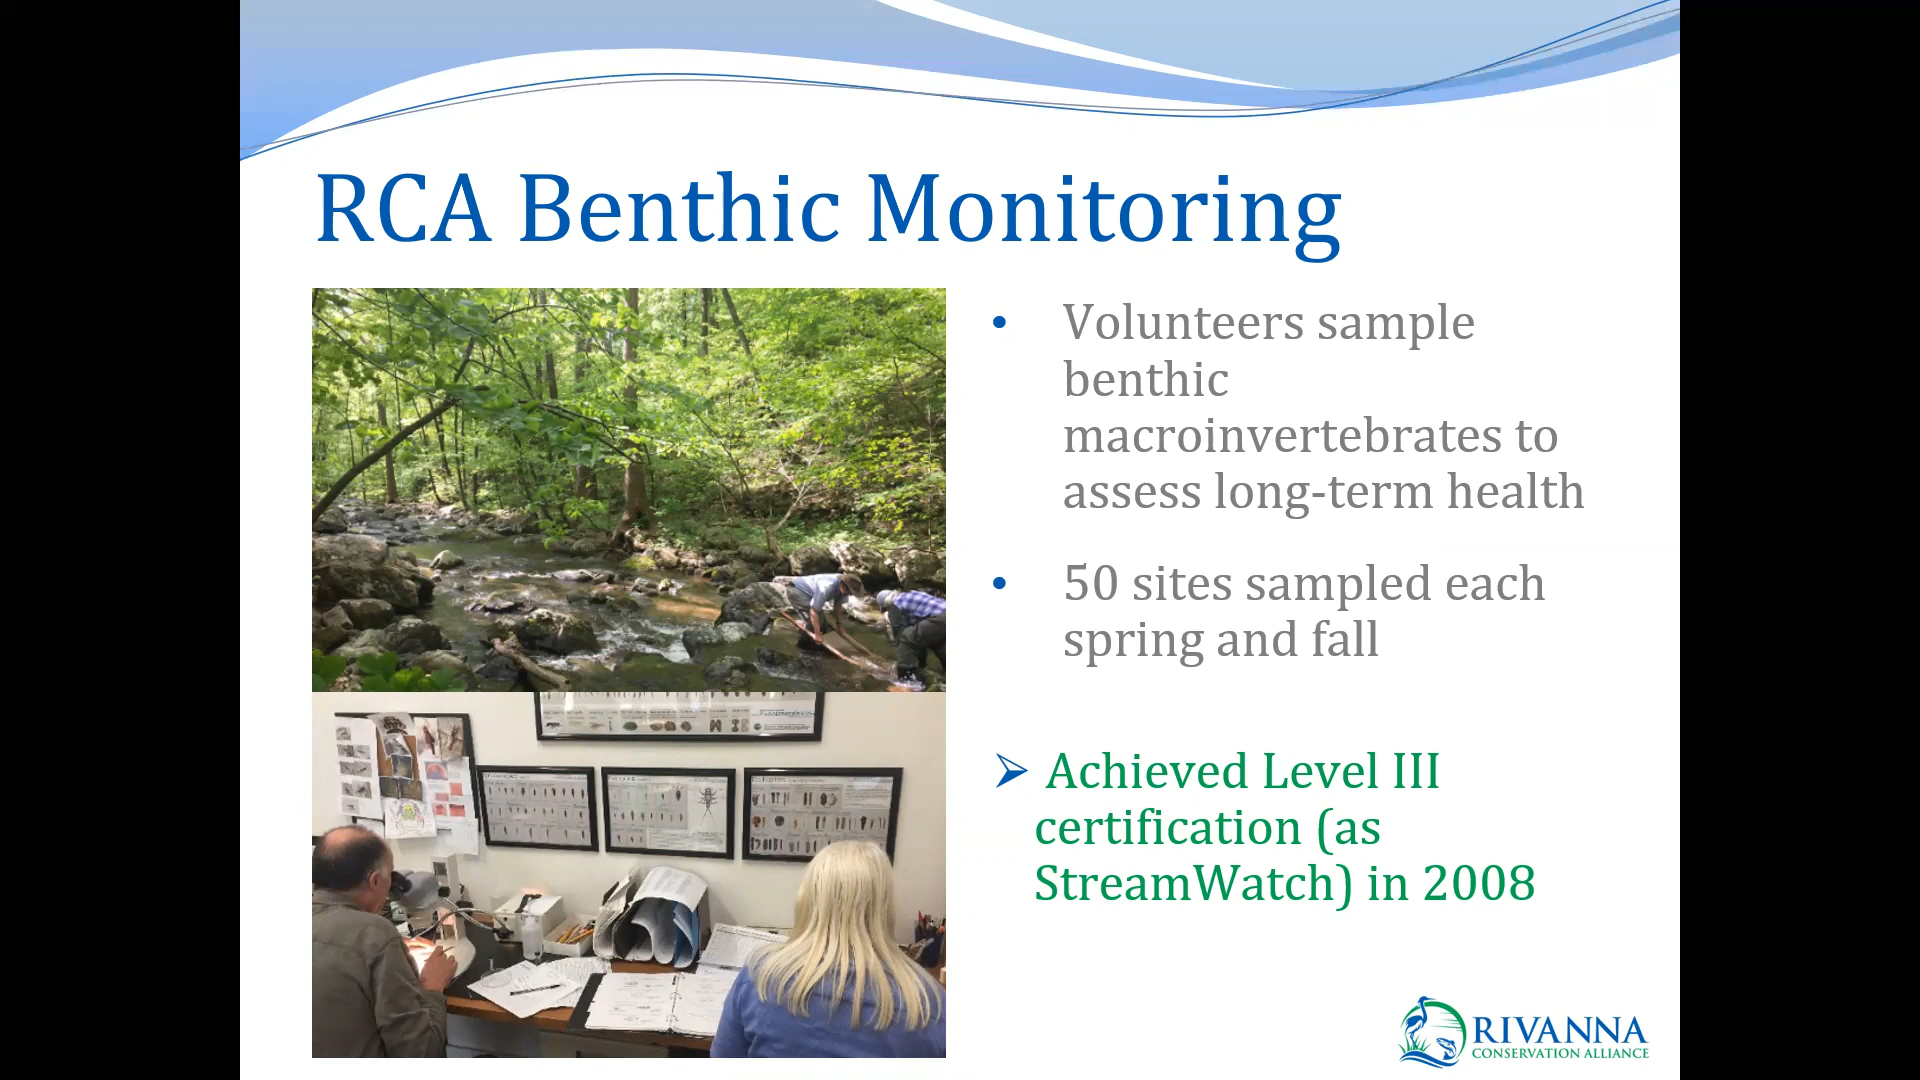 RCA Benthic Monitoring
• Volunteers sample
benthic
macroinvertebrates to
assess long-term health
• 50 sites sampled each
spring and fall
➢ Achieved Level III
certification (as
StreamWatch) in 2008
RIVANNA
CONSERVATION ALLIANCE